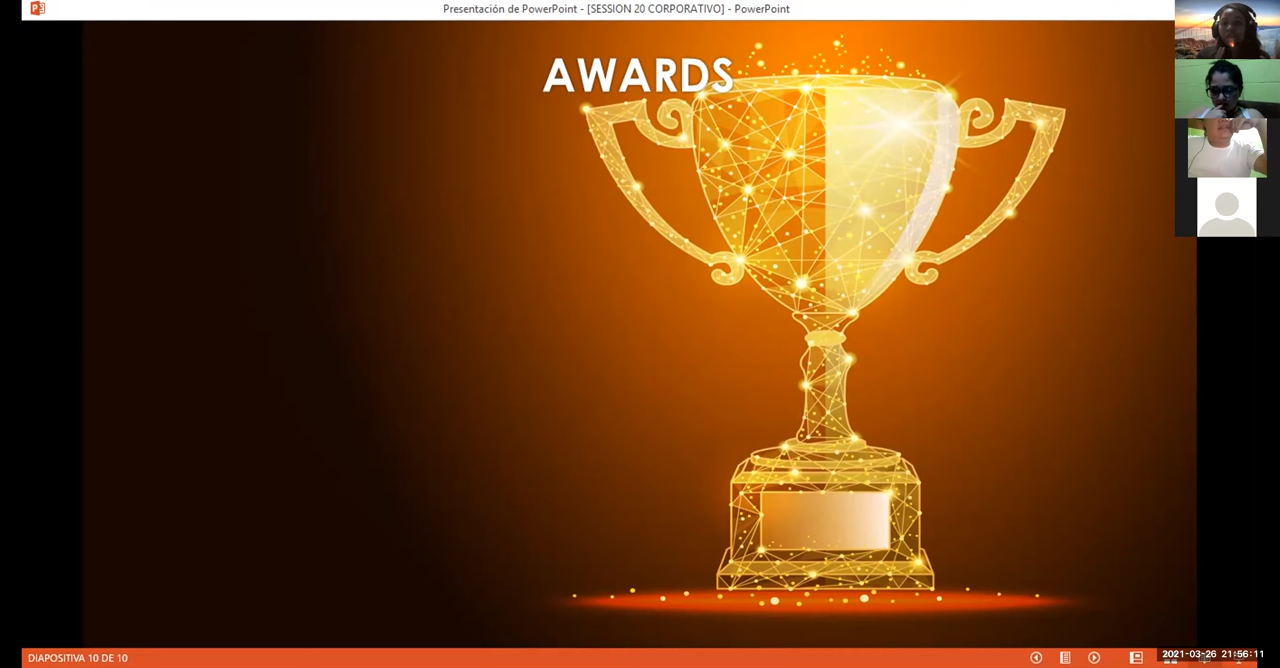 Presentación de PowerPoint - [SESSION 20 CORPORATIVO] - PowerPoint
AWARDS
DIAPOSITIVA 10 DE 10
2021-03-26 21:56:11